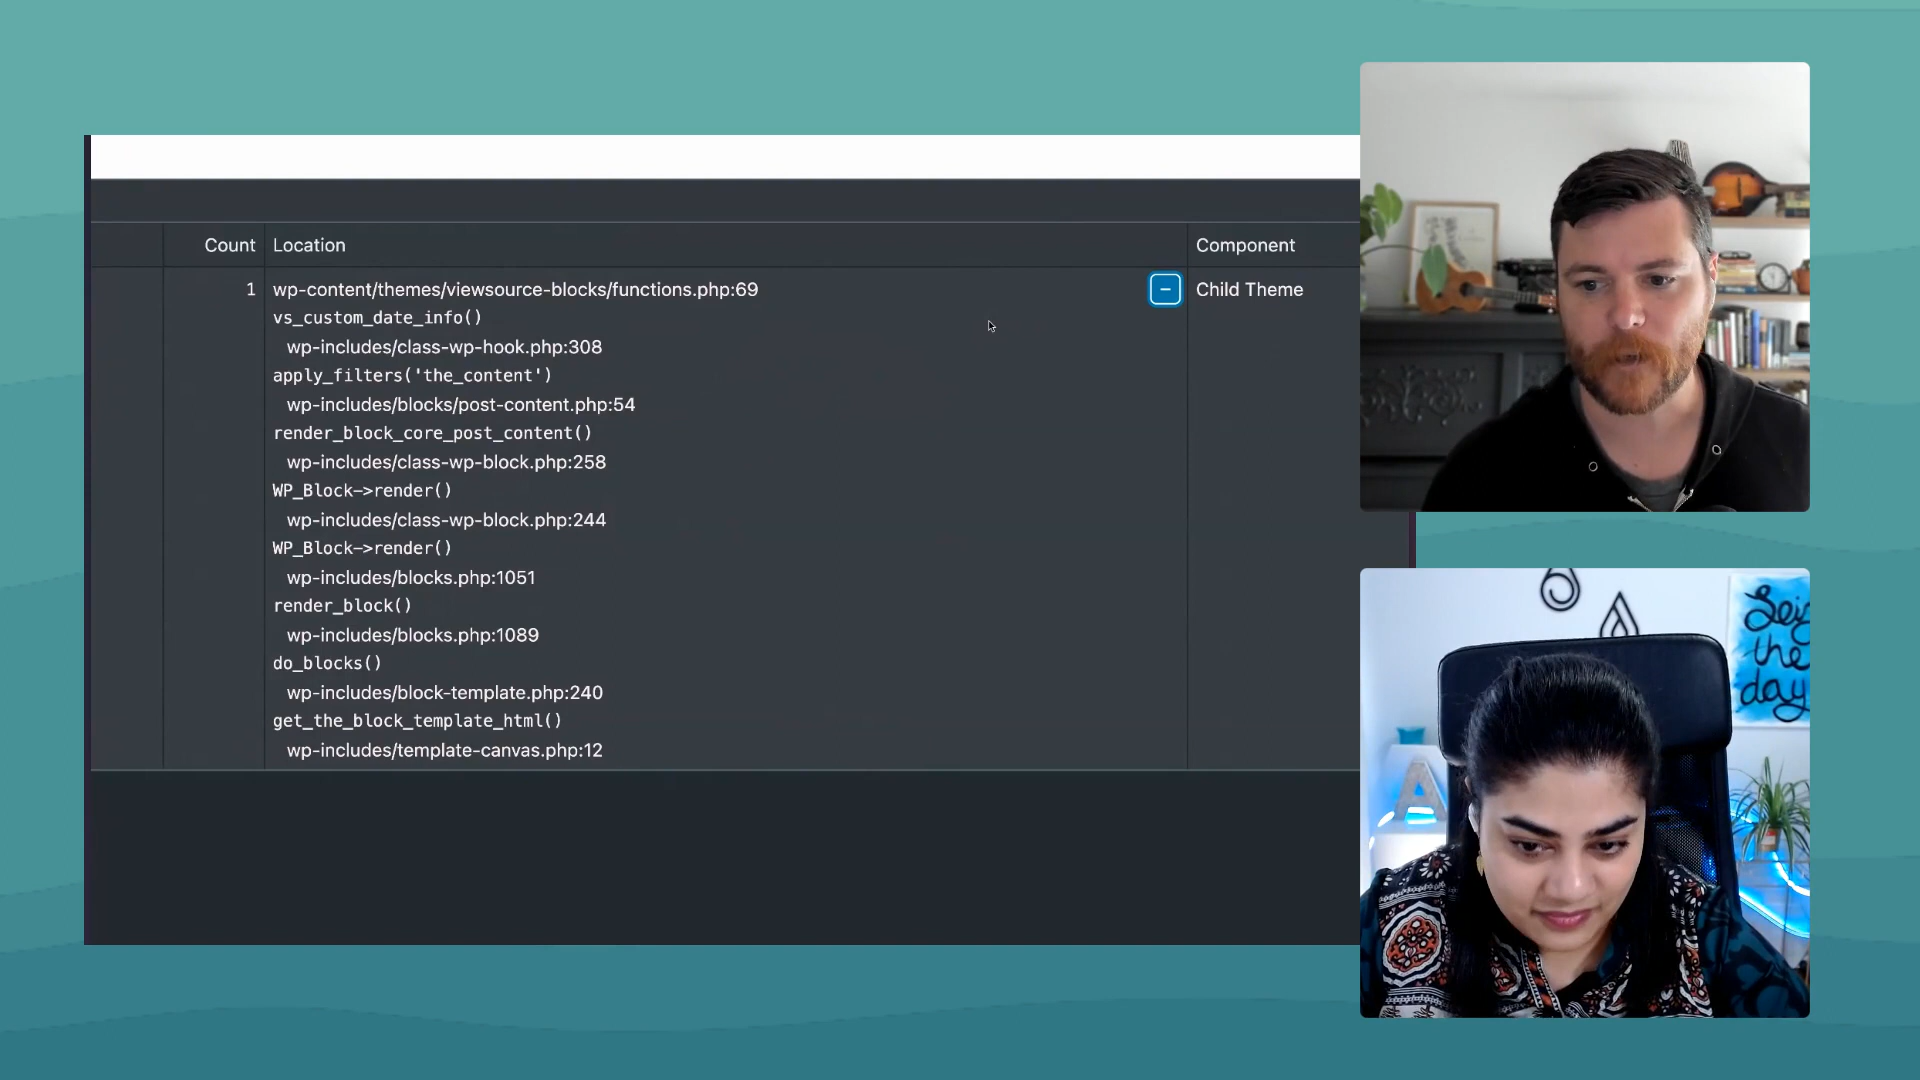 Count Location Component
1 wp-content/themes/viewsource-blocks/functions.php:69 − Child Theme
vs_custom_date_info()
wp-includes/class-wp-hook.php:308
apply_filters('the_content')
wp-includes/blocks/post-content.php:54
render_block_core_post_content()
wp-includes/class-wp-block.php:258
WP_Block->render()
wp-includes/class-wp-block.php:244
WP_Block->render()
wp-includes/blocks.php:1051
render_block()
wp-includes/blocks.php:1089
do_blocks()
wp-includes/block-template.php:240
get_the_block_template_html()
wp-includes/template-canvas.php:12
the
day
A